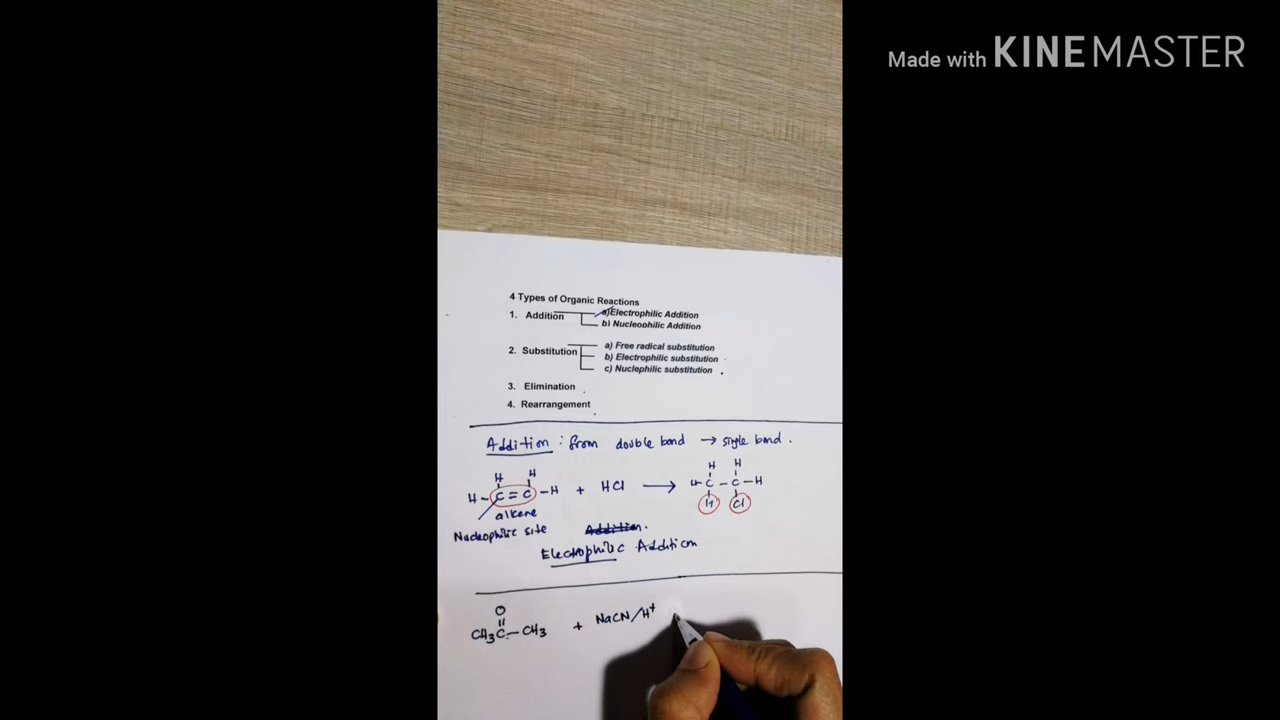 Made with KINEMASTER
4 Types of Organic Reactions
1. Addition
a) Electrophilic Addition
b) Nucleophilic Addition
2. Substitution
a) Free radical substitution
b) Electrophilic substitution
c) Nuclephilic substitution
3. Elimination
4. Rearrangement
Addition : from double bond → single bond.
H H H H
H - C = C - H + HCl → H - C - C - H
H Cl
alkene
Nucleophilic site Addition.
Electrophilic Addition
O
CH3 C - CH3 + NaCN/H+